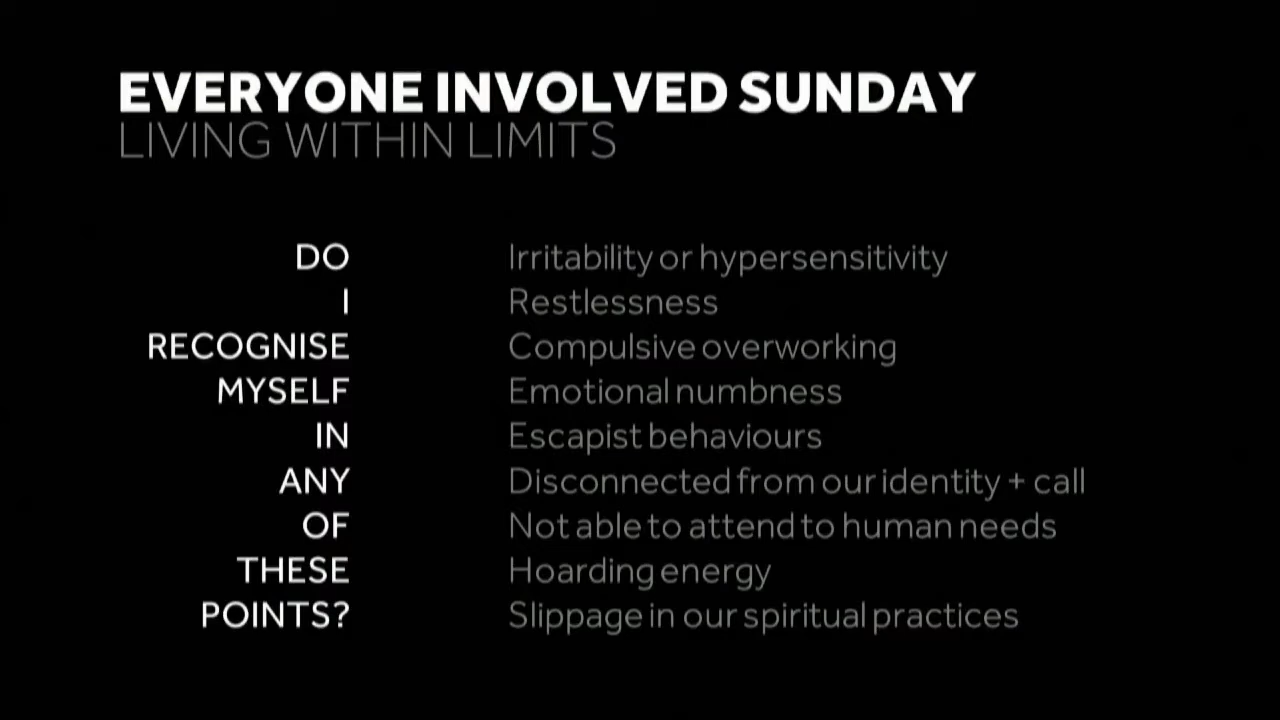 EVERYONE INVOLVED SUNDAY
LIVING WITHIN LIMITS
DO
I
RECOGNISE
MYSELF
IN
ANY
OF
THESE
POINTS?
Irritability or hypersensitivity
Restlessness
Compulsive overworking
Emotional numbness
Escapist behaviours
Disconnected from our identity + call
Not able to attend to human needs
Hoarding energy
Slippage in our spiritual practices